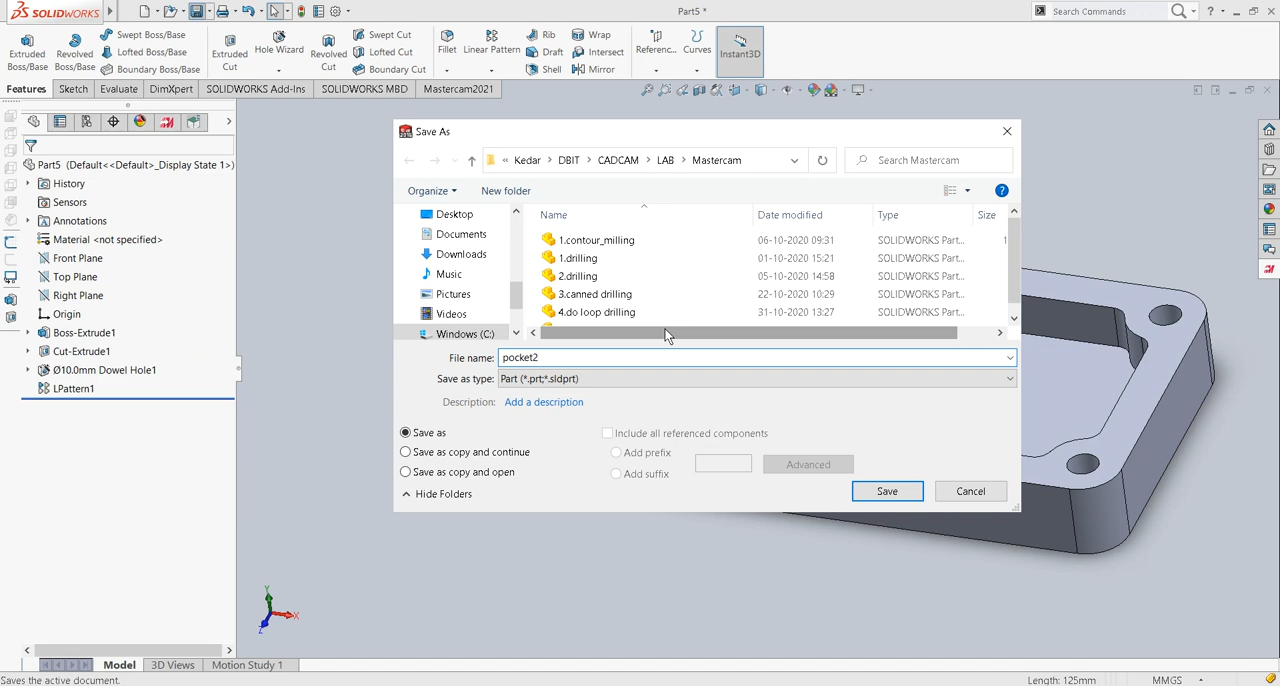 SOLIDWORKS
Part5 *
Search Commands
Extruded Boss/Base
Revolved Boss/Base
Swept Boss/Base
Lofted Boss/Base
Boundary Boss/Base
Extruded Cut
Hole Wizard
Revolved Cut
Swept Cut
Lofted Cut
Boundary Cut
Fillet
Linear Pattern
Rib
Draft
Shell
Wrap
Intersect
Mirror
Referenc...
Curves
Instant3D
Features
Sketch
Evaluate
DimXpert
SOLIDWORKS Add-Ins
SOLIDWORKS MBD
Mastercam2021
Part5 (Default<<Default>_Display State 1>)
History
Sensors
Annotations
Material <not specified>
Front Plane
Top Plane
Right Plane
Origin
Boss-Extrude1
Cut-Extrude1
Ø10.0mm Dowel Hole1
LPattern1
Save As
« Kedar > DBIT > CADCAM > LAB > Mastercam
Search Mastercam
Organize
New folder
Desktop
Documents
Downloads
Music
Pictures
Videos
Windows (C:)
Name Date modified Type Size
1.contour_milling 06-10-2020 09:31 SOLIDWORKS Part... 1
1.drilling 01-10-2020 15:21 SOLIDWORKS Part...
2.drilling 05-10-2020 14:58 SOLIDWORKS Part...
3.canned drilling 22-10-2020 10:29 SOLIDWORKS Part...
4.do loop drilling 31-10-2020 13:27 SOLIDWORKS Part...
File name: pocket2
Save as type: Part (*.prt;*.sldprt)
Description: Add a description
Save as
Save as copy and continue
Save as copy and open
Include all referenced components
Add prefix
Add suffix
Advanced
Hide Folders
Save
Cancel
Y
X
Z
Model
3D Views
Motion Study 1
Saves the active document.
Length: 125mm
MMGS